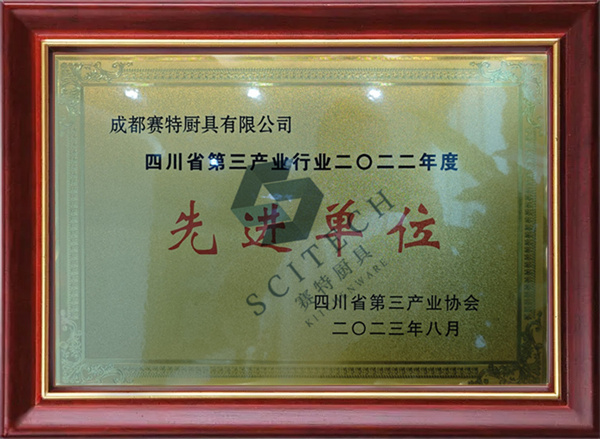 成都赛特厨具有限公司
四川省第三产业行业二〇二二年度
先进单位
SCITECH
赛特厨具
KITCHENWARE
四川省第三产业协会
二〇二三年八月